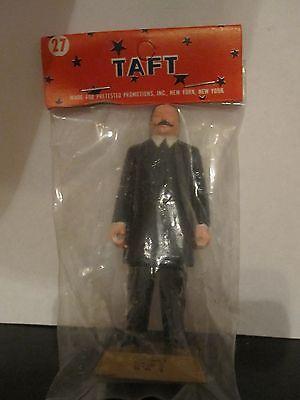 27
TAFT
MADE FOR PRETESTED PROMOTIONS, INC. NEW YORK, NEW YORK
TAFT